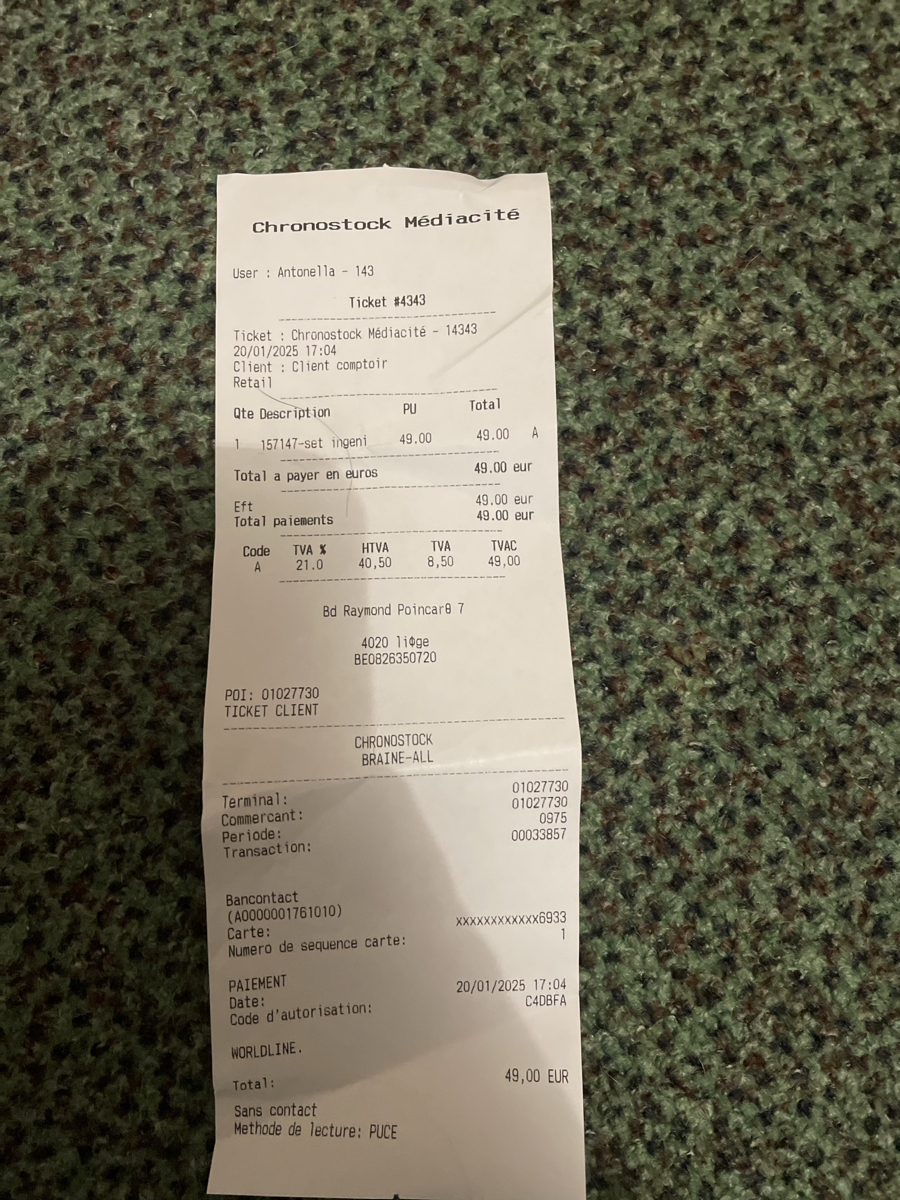 Chronostock Médiacité
User : Antonella - 143
Ticket #4343
Ticket : Chronostock Médiacité - 14343
20/01/2025 17:04
Client : Client comptoir
Retail
Qte Description PU Total
1 157147-set ingeni 49.00 49.00 A
Total a payer en euros 49.00 eur
Eft 49.00 eur
Total paiements 49.00 eur
Code TVA % HTVA TVA TVAC
A 21.0 40,50 8,50 49,00
Bd Raymond Poincar8 7
4020 liΦge
BE0826350720
POI: 01027730
TICKET CLIENT
CHRONOSTOCK
BRAINE-ALL
Terminal: 01027730
Commercant: 01027730
Periode: 0975
Transaction: 00033857
Bancontact
(A0000001761010)
Carte: xxxxxxxxxxxx6933
Numero de sequence carte: 1
PAIEMENT
Date: 20/01/2025 17:04
Code d'autorisation: C4DBFA
WORLDLINE.
Total: 49,00 EUR
Sans contact
Methode de lecture: PUCE